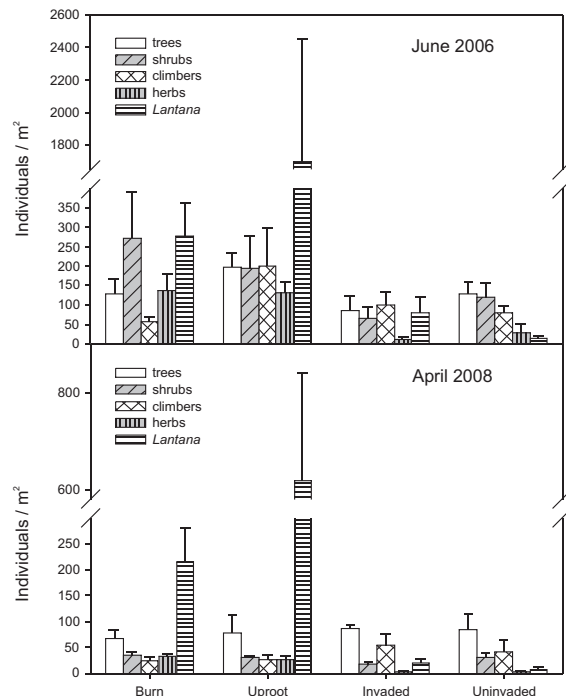 2600
2400
2200
2000
1800
350
300
250
200
150
100
50
0
Individuals / m²
trees
shrubs
climbers
herbs
Lantana
June 2006
800
600
250
200
150
100
50
0
Individuals / m²
trees
shrubs
climbers
herbs
Lantana
April 2008
Burn
Uproot
Invaded
Uninvaded